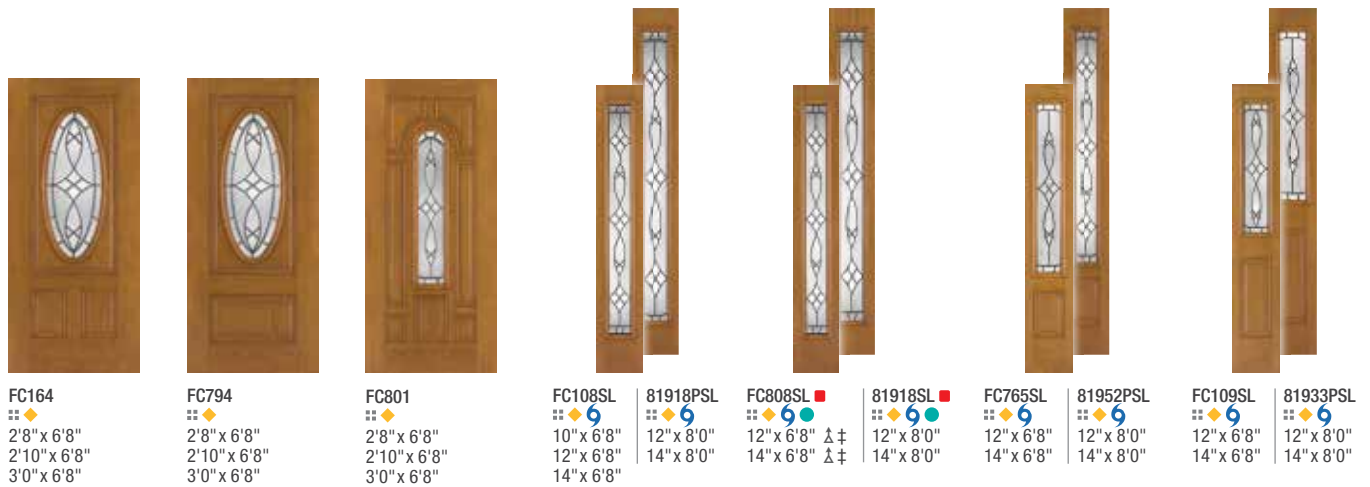 FC164
2'8" x 6'8"
2'10" x 6'8"
3'0" x 6'8"
FC794
2'8" x 6'8"
2'10" x 6'8"
3'0" x 6'8"
FC801
2'8" x 6'8"
2'10" x 6'8"
3'0" x 6'8"
FC108SL
10" x 6'8"
12" x 6'8"
14" x 6'8"
81918PSL
12" x 8'0"
14" x 8'0"
FC808SL
12" x 6'8" ‡
14" x 6'8" ‡
81918SL
12" x 8'0"
14" x 8'0"
FC765SL
12" x 6'8"
14" x 6'8"
81952PSL
12" x 8'0"
14" x 8'0"
FC109SL
12" x 6'8"
14" x 6'8"
81933PSL
12" x 8'0"
14" x 8'0"